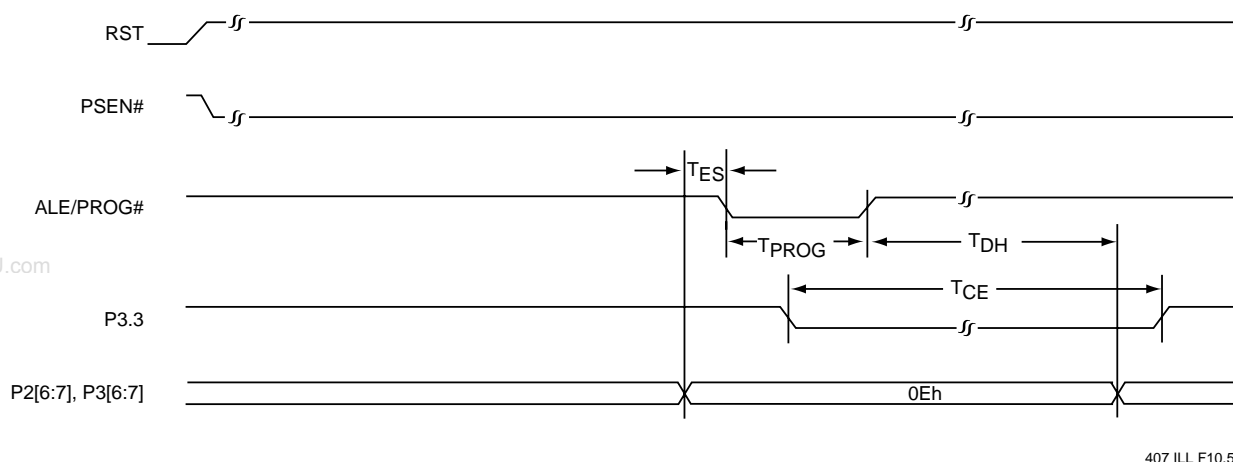 RST
PSEN#
TES
ALE/PROG#
TPROG
TDH
J.com
TCE
P3.3
P2[6:7], P3[6:7]
0Eh
407 ILL F10.5